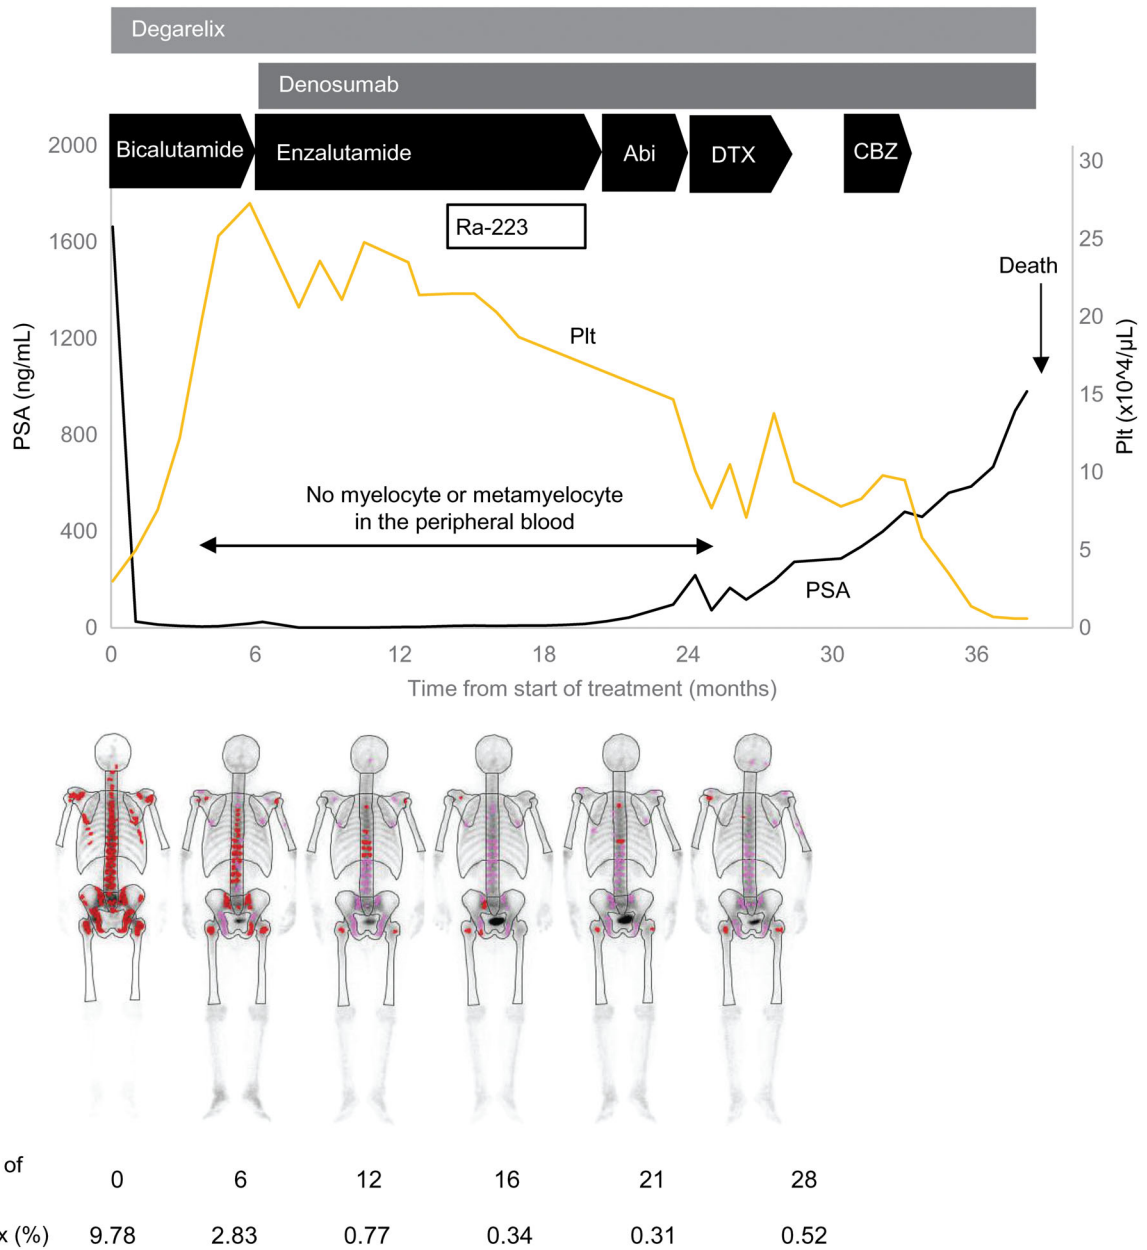 Degarelix
Denosumab
Bicalutamide Enzalutamide Abi DTX CBZ
Ra-223
Death
2000
1600
1200
800
400
0
PSA (ng/mL)
30
25
20
15
10
5
0
Plt (x10^4/µL)
Plt
No myelocyte or metamyelocyte
in the peripheral blood
PSA
0 6 12 18 24 30 36
Time from start of treatment (months)
of
0 6 12 16 21 28
x (%) 9.78 2.83 0.77 0.34 0.31 0.52